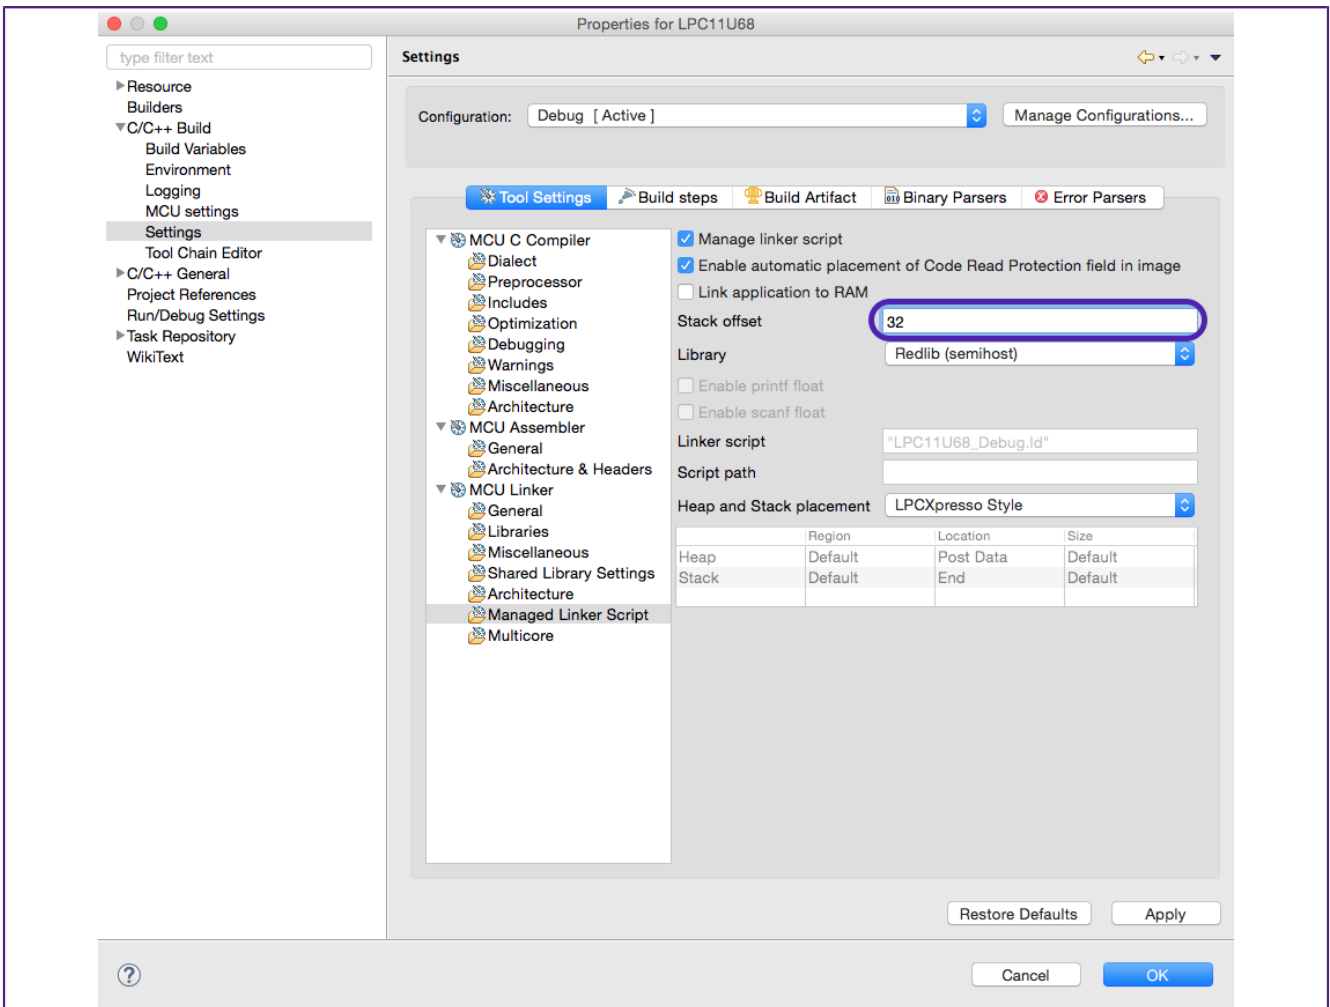 Properties for LPC11U68
type filter text
Resource
Builders
C/C++ Build
Build Variables
Environment
Logging
MCU settings
Settings
Tool Chain Editor
C/C++ General
Project References
Run/Debug Settings
Task Repository
WikiText
Settings
Configuration: Debug [ Active ] Manage Configurations...
Tool Settings Build steps Build Artifact Binary Parsers Error Parsers
MCU C Compiler
Dialect
Preprocessor
Includes
Optimization
Debugging
Warnings
Miscellaneous
Architecture
MCU Assembler
General
Architecture & Headers
MCU Linker
General
Libraries
Miscellaneous
Shared Library Settings
Architecture
Managed Linker Script
Multicore
Manage linker script
Enable automatic placement of Code Read Protection field in image
Link application to RAM
Stack offset 32
Library Redlib (semihost)
Enable printf float
Enable scanf float
Linker script "LPC11U68_Debug.ld"
Script path
Heap and Stack placement LPCXpresso Style
Region Location Size
Heap Default Post Data Default
Stack Default End Default
Restore Defaults Apply
? Cancel OK